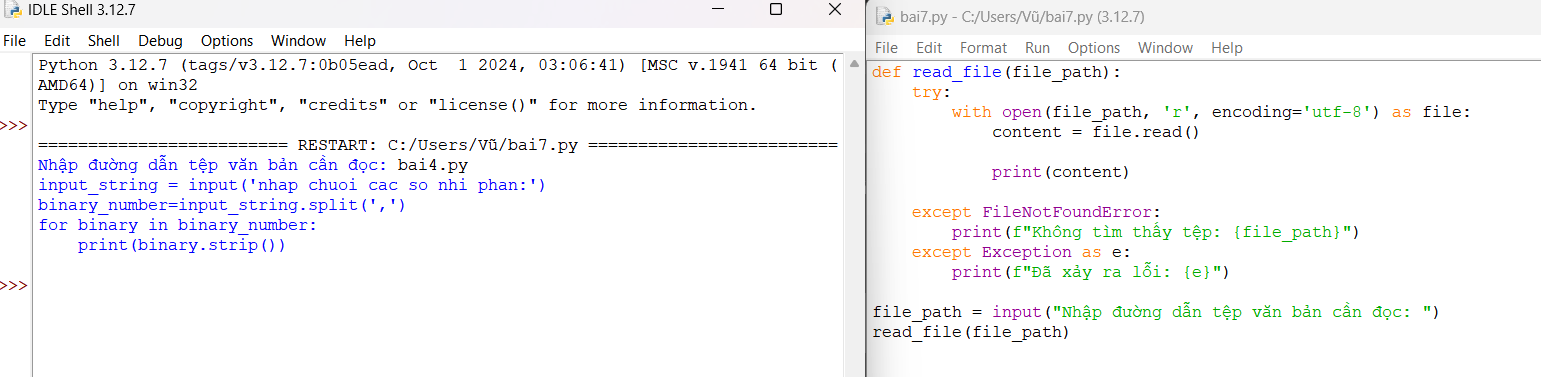 IDLE Shell 3.12.7
File Edit Shell Debug Options Window Help
Python 3.12.7 (tags/v3.12.7:0b05ead, Oct  1 2024, 03:06:41) [MSC v.1941 64 bit (
AMD64)] on win32
Type "help", "copyright", "credits" or "license()" for more information.
>>>
========================= RESTART: C:/Users/Vũ/bai7.py =========================
Nhập đường dẫn tệp văn bản cần đọc: bai4.py
input_string = input('nhap chuoi cac so nhi phan:')
binary_number=input_string.split(',')
for binary in binary_number:
    print(binary.strip())
>>>
bai7.py - C:/Users/Vũ/bai7.py (3.12.7)
File Edit Format Run Options Window Help
def read_file(file_path):
    try:
        with open(file_path, 'r', encoding='utf-8') as file:
            content = file.read()
            print(content)
    except FileNotFoundError:
        print(f"Không tìm thấy tệp: {file_path}")
    except Exception as e:
        print(f"Đã xảy ra lỗi: {e}")
file_path = input("Nhập đường dẫn tệp văn bản cần đọc: ")
read_file(file_path)